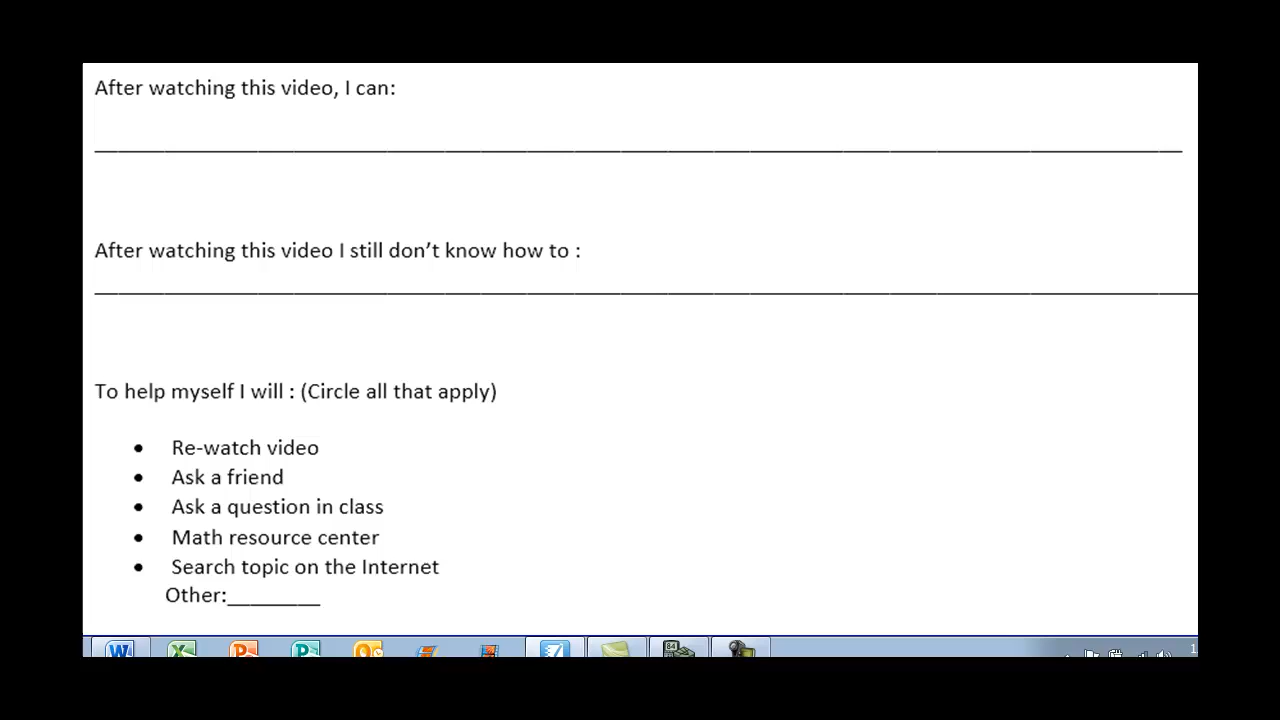 After watching this video, I can:
After watching this video I still don’t know how to :
To help myself I will : (Circle all that apply)
• Re-watch video
• Ask a friend
• Ask a question in class
• Math resource center
• Search topic on the Internet
Other:________